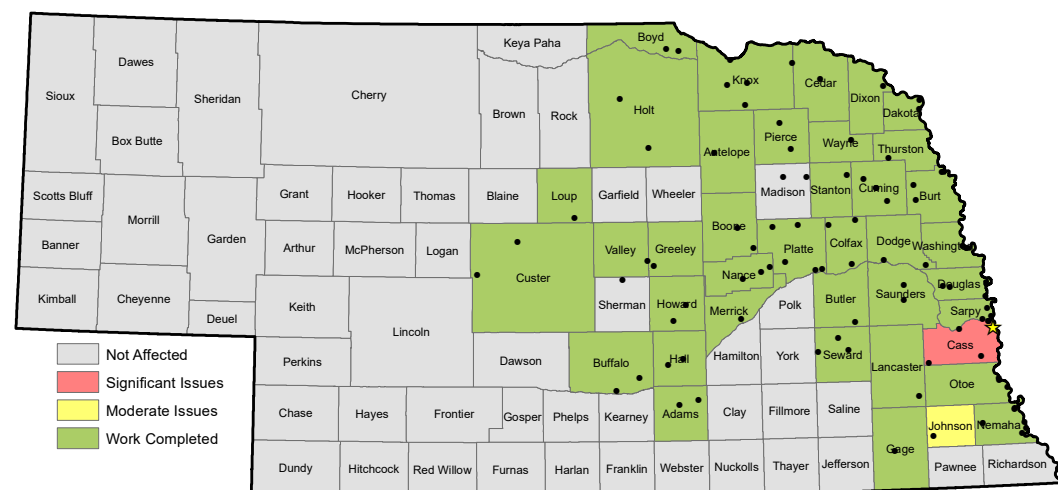 Boyd
Keya Paha
Dawes
Knox
Cedar
Sioux
Sheridan
Cherry
Dixon
Holt
Dakota
Brown
Rock
Box Butte
Pierce
Wayne
Antelope
Thurston
Scotts Bluff
Grant
Hooker
Thomas
Blaine
Loup
Garfield
Wheeler
Madison
Stanton
Cuming
Burt
Morrill
Boone
Banner
Garden
Arthur
McPherson
Logan
Custer
Valley
Greeley
Platte
Colfax
Dodge
Washington
Nance
Kimball
Cheyenne
Keith
Sherman
Howard
Merrick
Polk
Butler
Saunders
Douglas
Sarpy
Deuel
Lincoln
Perkins
Dawson
Buffalo
Hall
Hamilton
York
Seward
Lancaster
Cass
Otoe
Not Affected
Significant Issues
Moderate Issues
Work Completed
Chase
Hayes
Frontier
Gosper
Phelps
Kearney
Adams
Clay
Fillmore
Saline
Johnson
Nemaha
Gage
Dundy
Hitchcock
Red Willow
Furnas
Harlan
Franklin
Webster
Nuckolls
Thayer
Jefferson
Pawnee
Richardson